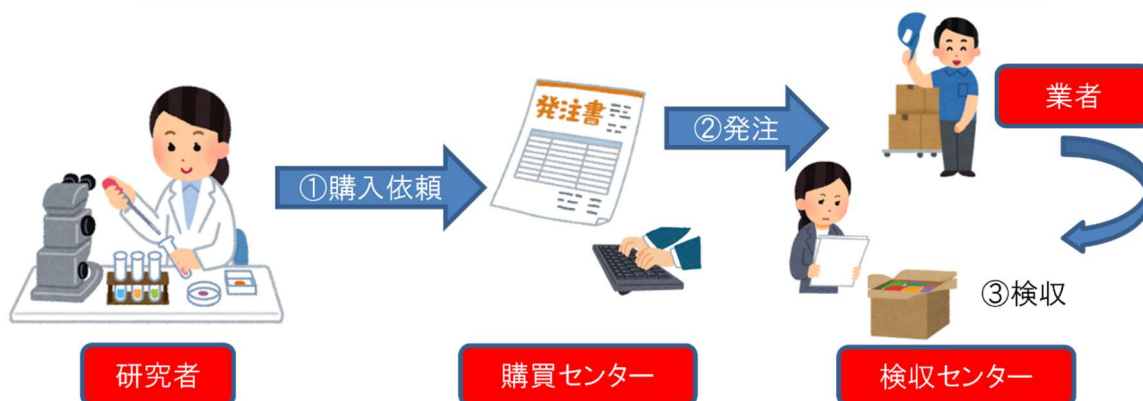 発注書
②発注
業者
①購入依頼
③検収
研究者
購買センター
検収センター